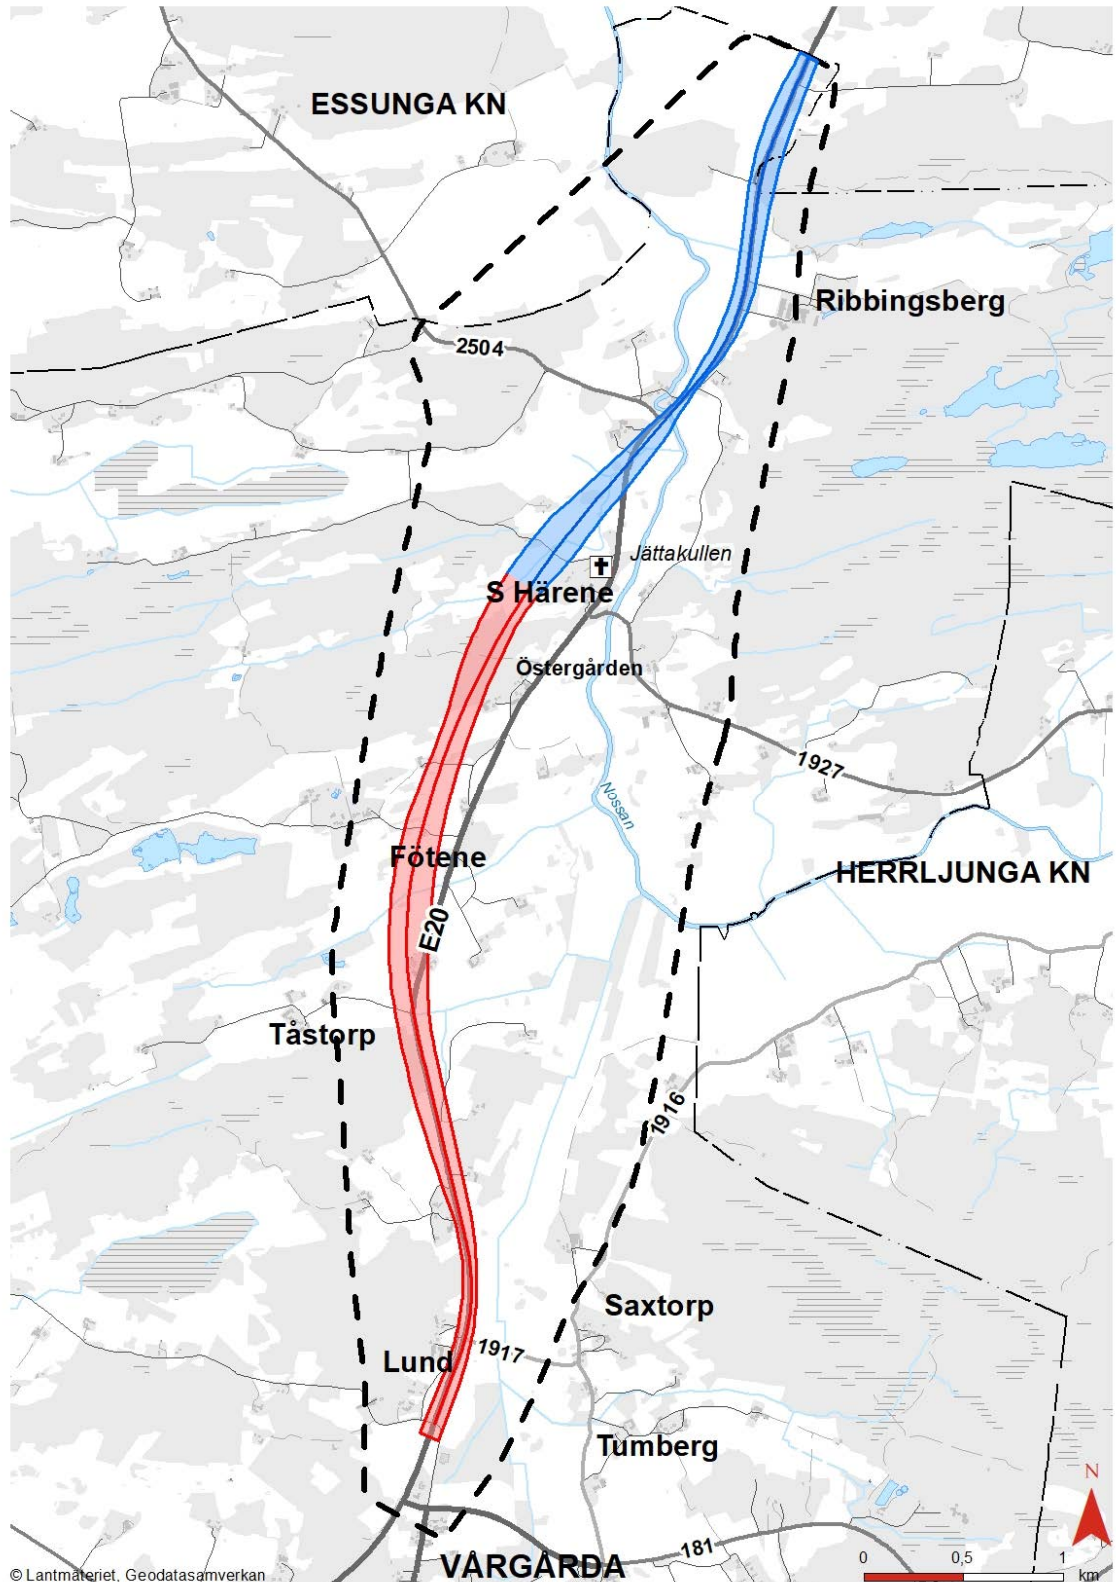 ESSUNGA KN
Ribbingsberg
2504
Jättakullen
S Härene
Östergården
1927
Nossan
Fötene
HERRLJUNGA KN
E20
Tåstorp
1916
Saxtorp
1917
Lund
Tumberg
N
181
VÅRGÅRDA
0 0,5 1
km
© Lantmäteriet, Geodatasamverkan